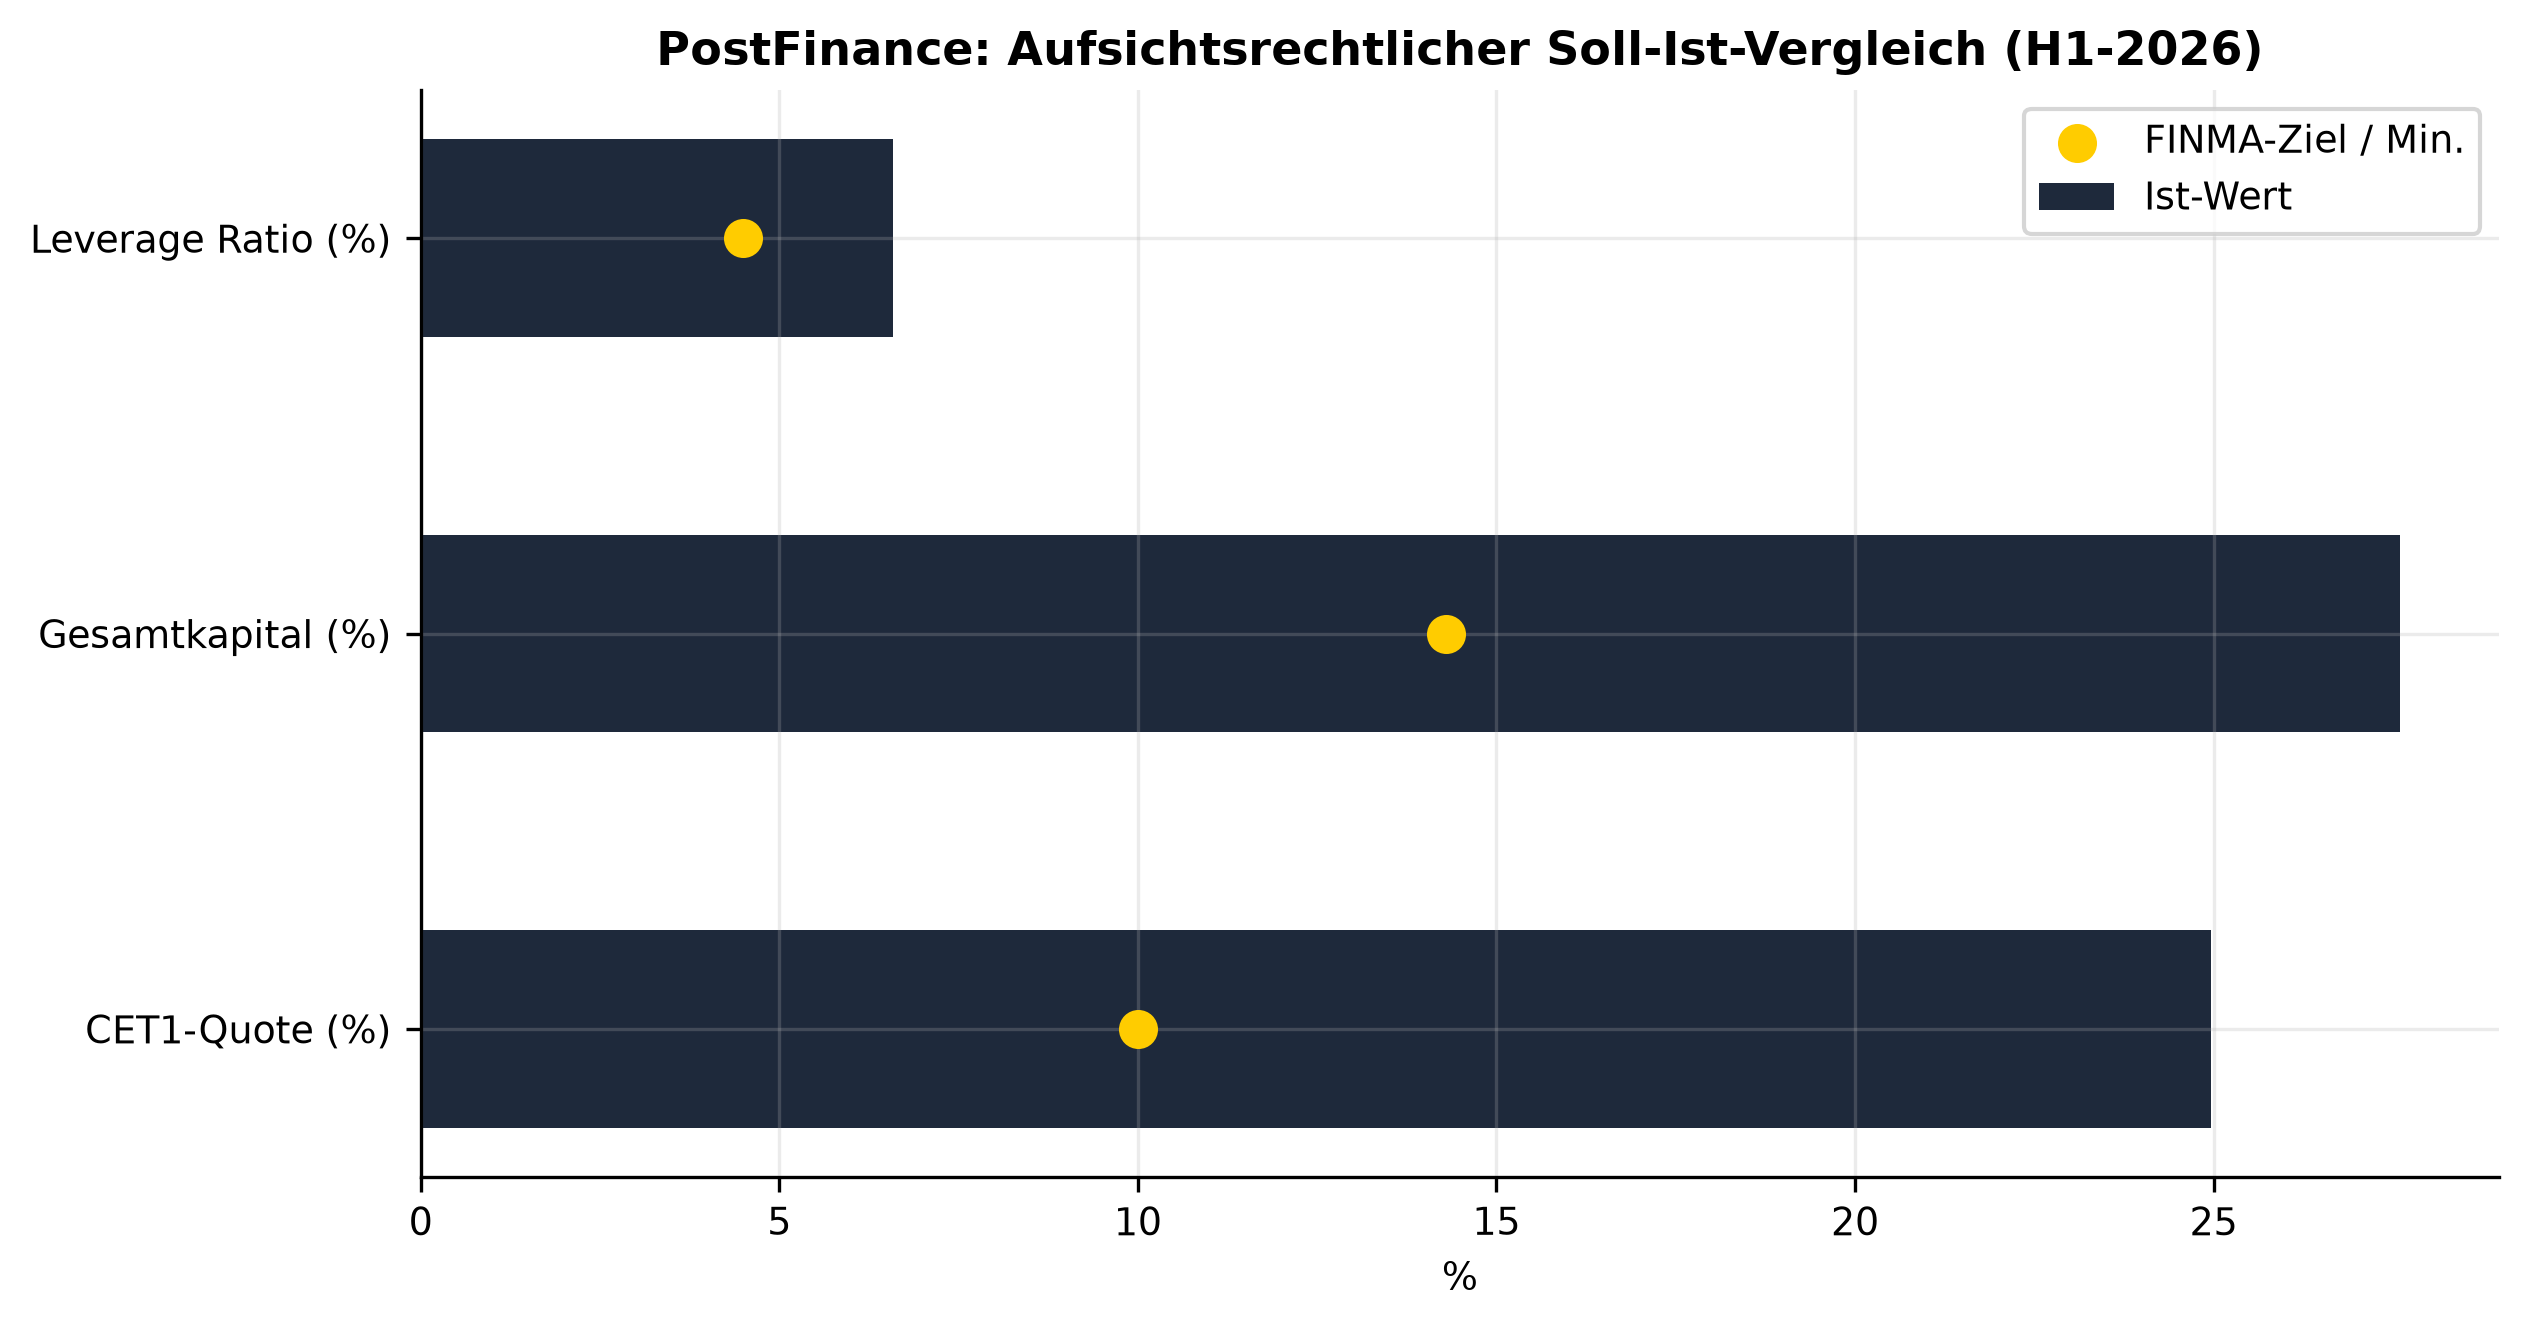 PostFinance: Aufsichtsrechtlicher Soll-Ist-Vergleich (H1-2026)
FINMA-Ziel / Min.
Ist-Wert
Leverage Ratio (%)
Gesamtkapital (%)
CET1-Quote (%)
0 5 10 15 20 25
%